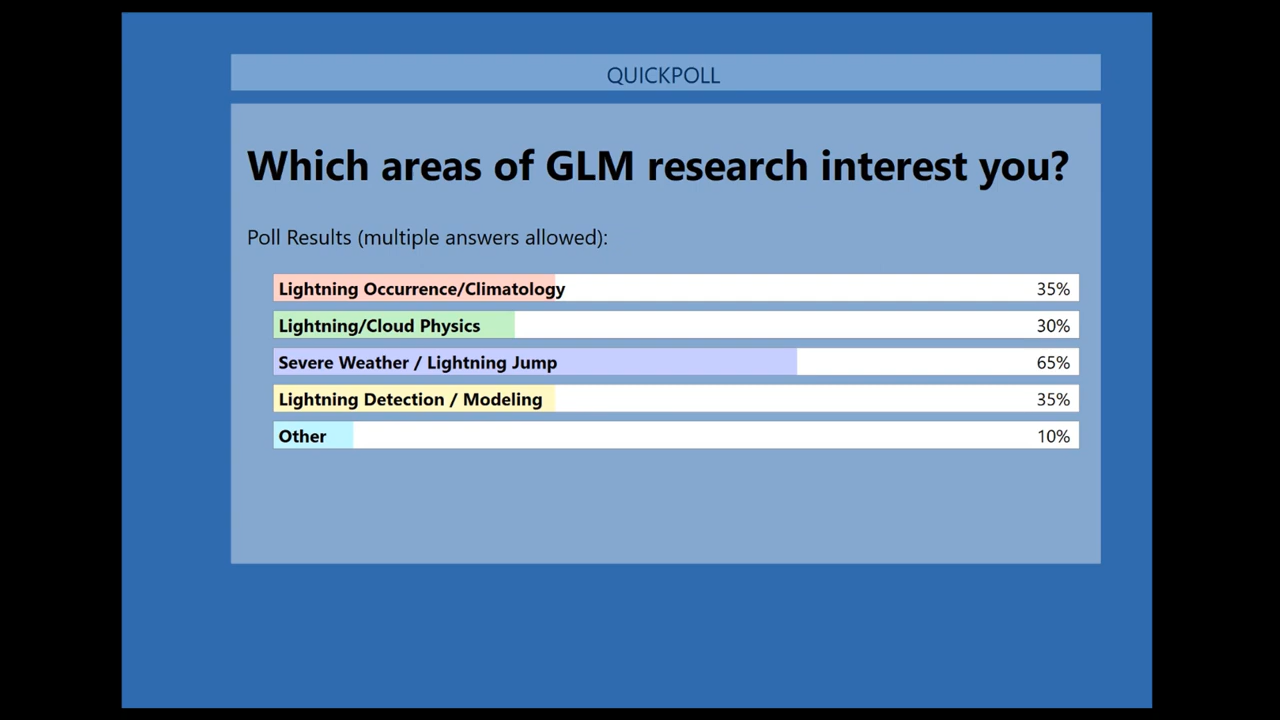 QUICKPOLL
Which areas of GLM research interest you?
Poll Results (multiple answers allowed):
Lightning Occurrence/Climatology 35%
Lightning/Cloud Physics 30%
Severe Weather / Lightning Jump 65%
Lightning Detection / Modeling 35%
Other 10%